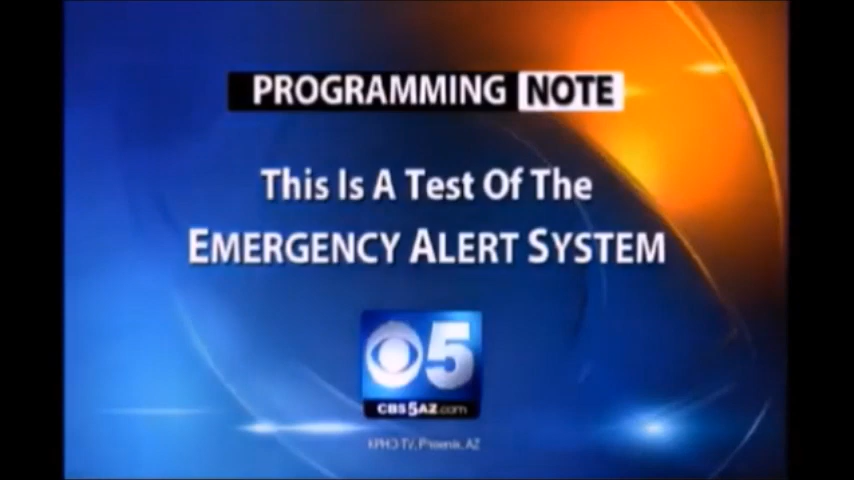 PROGRAMMING NOTE
This Is A Test Of The
EMERGENCY ALERT SYSTEM
5
CBS5AZ.com
KPHO TV, Phoenix, AZ